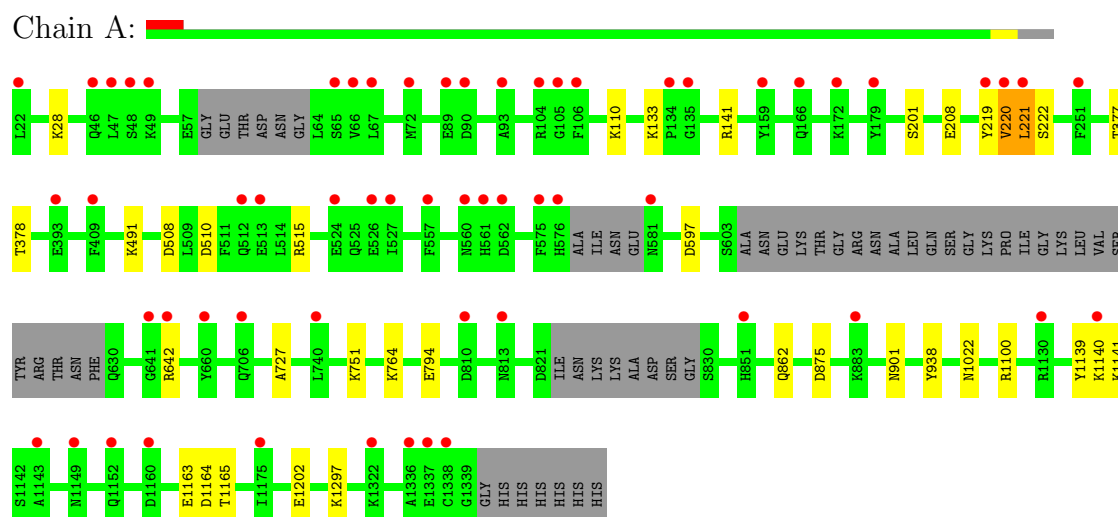 Chain A:
L22 K28 Q46 L47 S48 K49 E57 GLY GLU THR ASP ASN GLY L64 S65 V66 L67 M72 E89 D90 A93 R104 G105 F106 K110 K133 P134 G135 R141 Y159 Q166 K172 Y179 S201 E208 Y219 V220 L221 S222 F251 T377
T378 E393 F409 K491 D508 L509 D510 F511 Q512 E513 L514 R515 E524 Q525 E526 I527 F557 N560 H561 D562 F575 H576 ALA ILE ASN GLU N581 D597 S603 ALA ASN GLU LYS THR GLY ARG ASN ALA LEU GLN SER GLY LYS PRO ILE GLY LYS LEU VAL SER
TYR ARG THR ASN PHE Q630 G641 R642 Y660 Q706 A727 L740 K751 K764 E794 D810 N813 D821 ILE ASN LYS LYS ALA ASP SER GLY S830 H851 Q862 D875 K883 N901 Y938 N1022 R1100 R1130 Y1139 K1140 K1141
S1142 A1143 N1149 Q1152 D1160 E1163 D1164 T1165 I1175 E1202 K1297 K1322 A1336 E1337 C1338 G1339 GLY HIS HIS HIS HIS HIS HIS